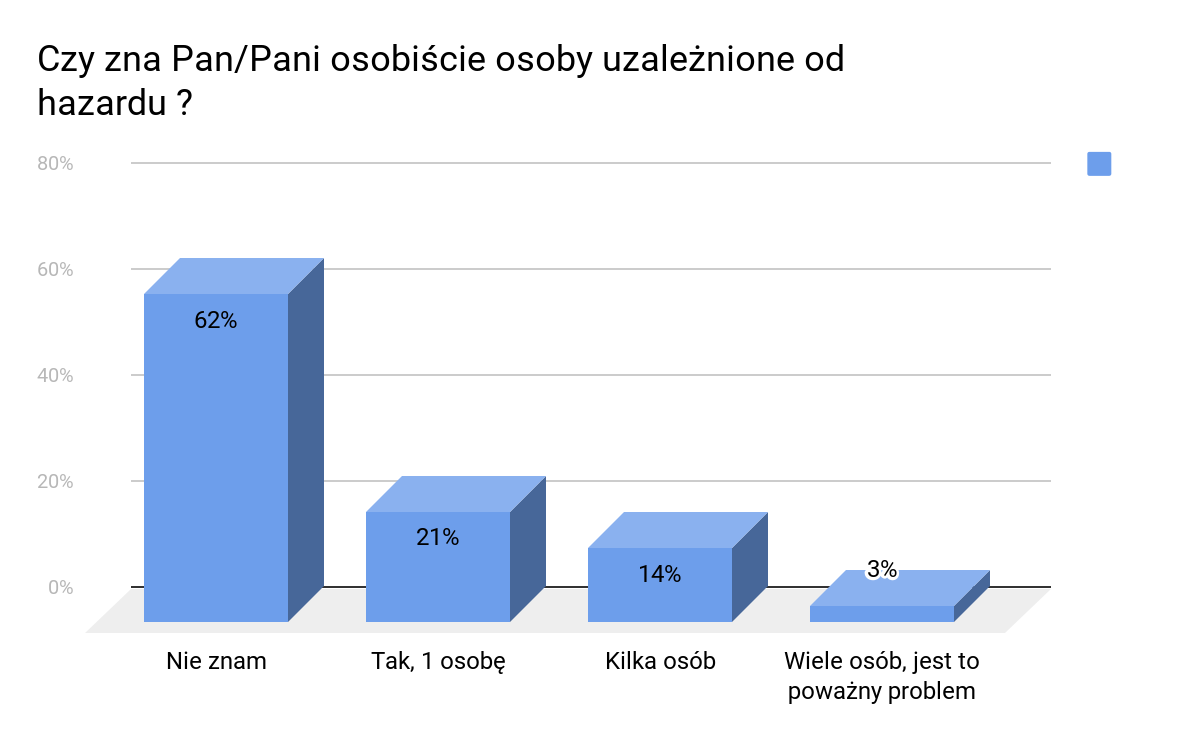 Czy zna Pan/Pani osobiście osoby uzależnione od
hazardu ?
80%
60%
40%
20%
0%
62%
21%
14%
3%
Nie znam
Tak, 1 osobę
Kilka osób
Wiele osób, jest to
poważny problem